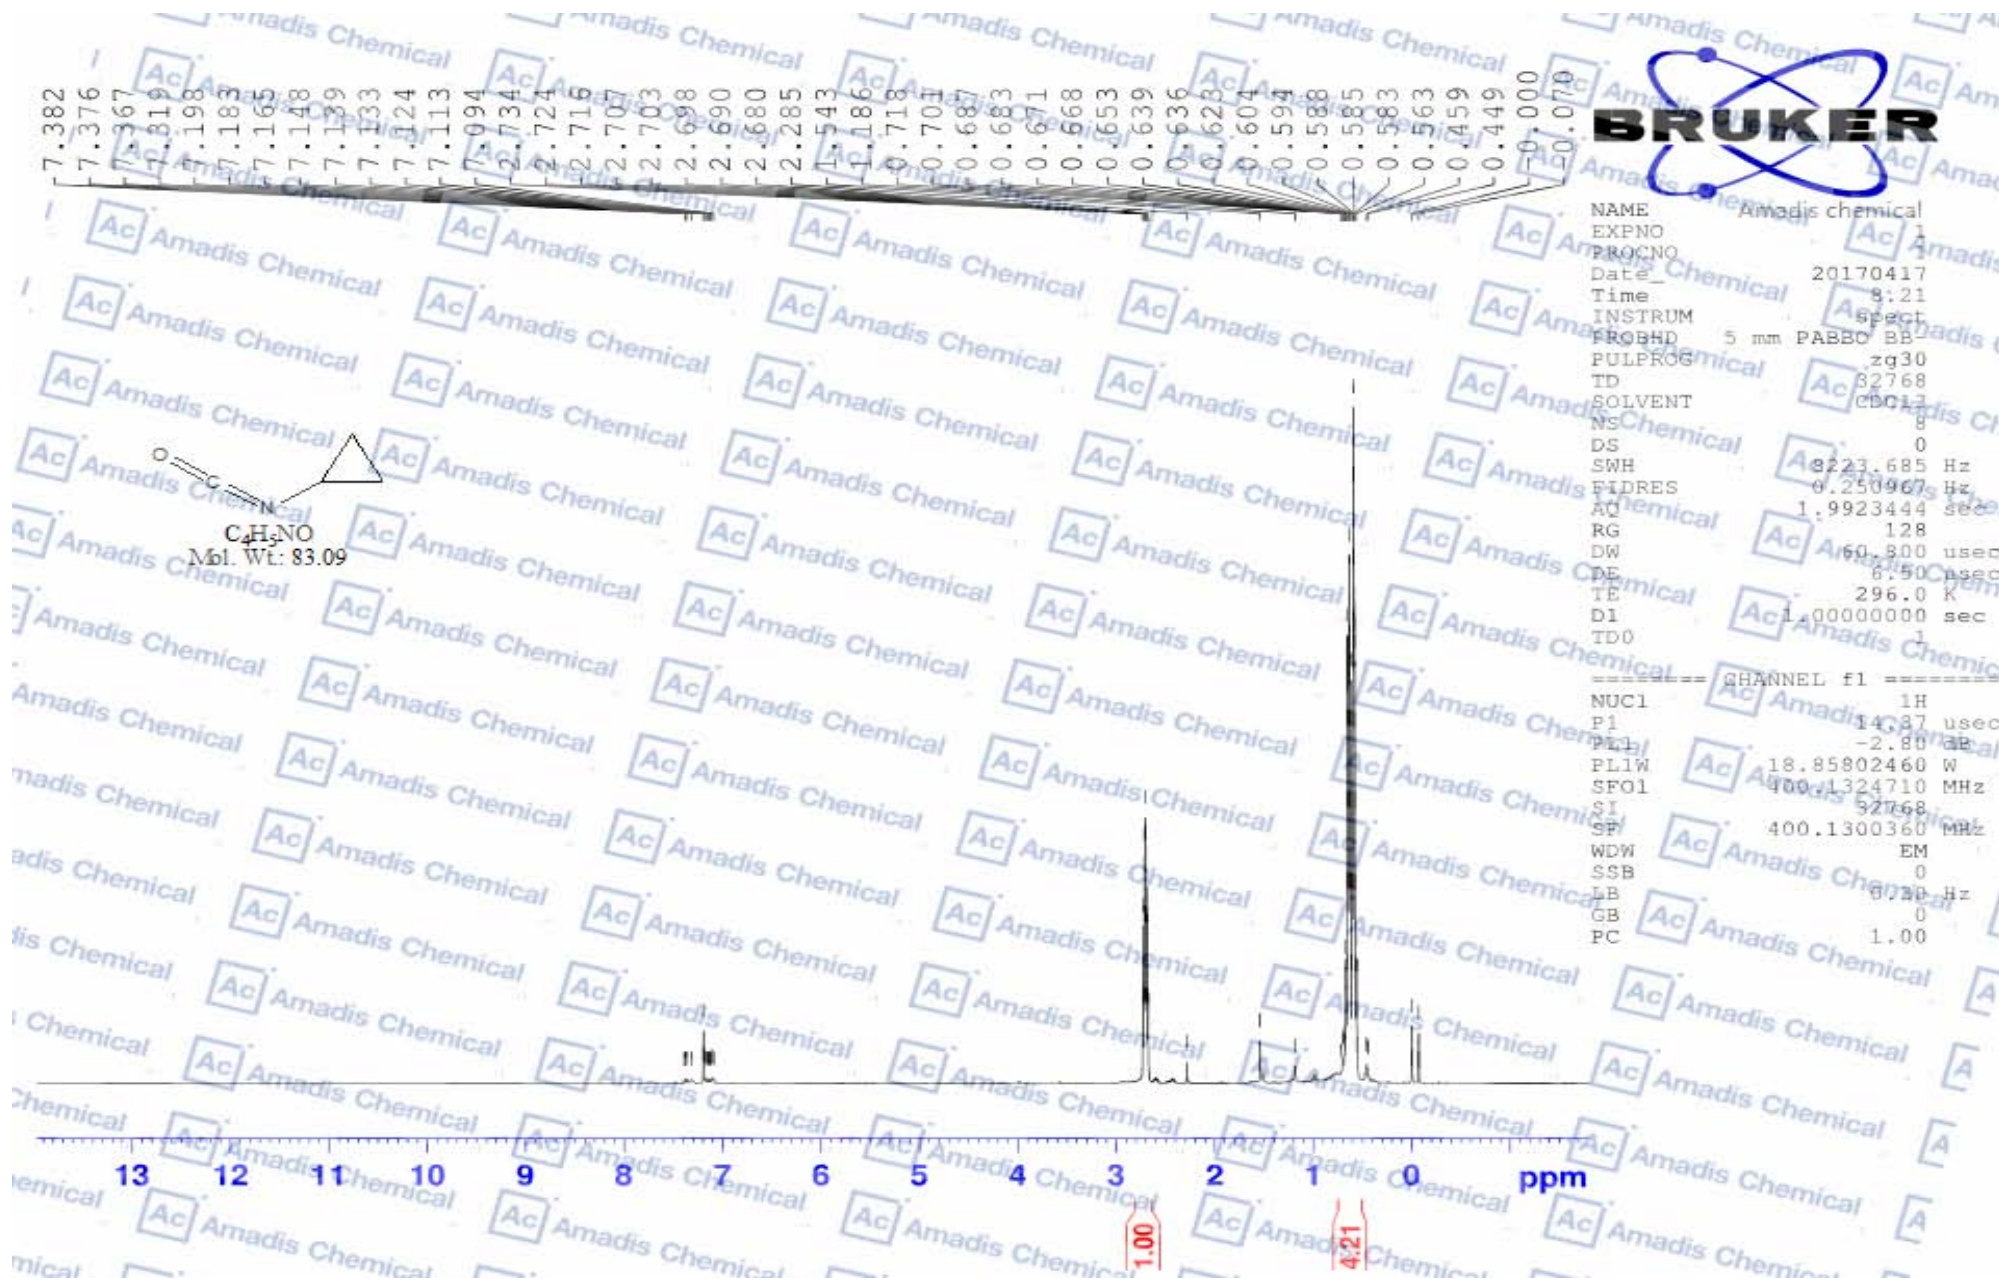 7.382
7.376
7.367
7.319
7.198
7.183
7.165
7.148
7.139
7.133
7.124
7.113
7.094
2.734
2.724
2.716
2.707
2.703
2.698
2.690
2.680
2.285
1.543
1.186
0.718
0.701
0.687
0.683
0.671
0.668
0.653
0.639
0.636
0.623
0.604
0.594
0.588
0.585
0.583
0.563
0.459
0.449
-0.000
-0.070
BRUKER
NAME Amadis chemical
EXPNO 1
PROCNO 1
Date_ 20170417
Time 8.21
INSTRUM spect
PROBHD 5 mm PABBO BB-
PULPROG zg30
TD 32768
SOLVENT CDCl3
NS 8
DS 0
SWH 8223.685 Hz
FIDRES 0.250967 Hz
AQ 1.9923444 sec
RG 128
DW 60.800 usec
DE 6.50 usec
TE 296.0 K
D1 1.00000000 sec
TD0 1
======== CHANNEL f1 ========
NUC1 1H
P1 14.87 usec
PL1 -2.80 dB
PL1W 18.85802460 W
SFO1 400.1324710 MHz
SI 32768
SF 400.1300360 MHz
WDW EM
SSB 0
LB 0.30 Hz
GB 0
PC 1.00
O
C
N
C4H5NO
Mol. Wt.: 83.09
13 12 11 10 9 8 7 6 5 4 3 2 1 0 ppm
1.00
4.21
Ac Amadis Chemical